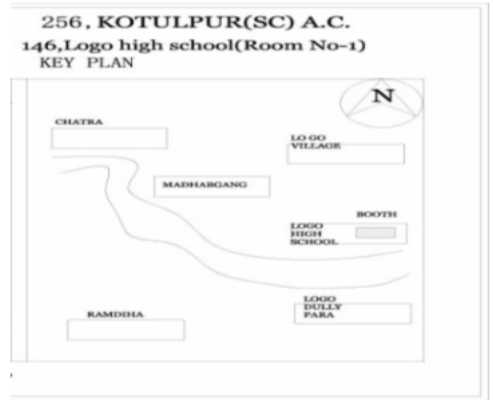 256, KOTULPUR(SC) A.C.
146,Logo high school(Room No-1)
KEY PLAN
N
CHATRA
LO GO
VILLAGE
MADHABGANG
BOOTH
LOGO
HIGH
SCHOOL
LOGO
DULLY
PARA
RAMDIHA